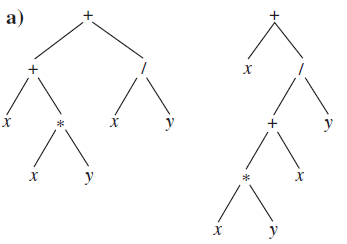 a)
+ +
+ / x /
x * x y + y
x y * x
x y